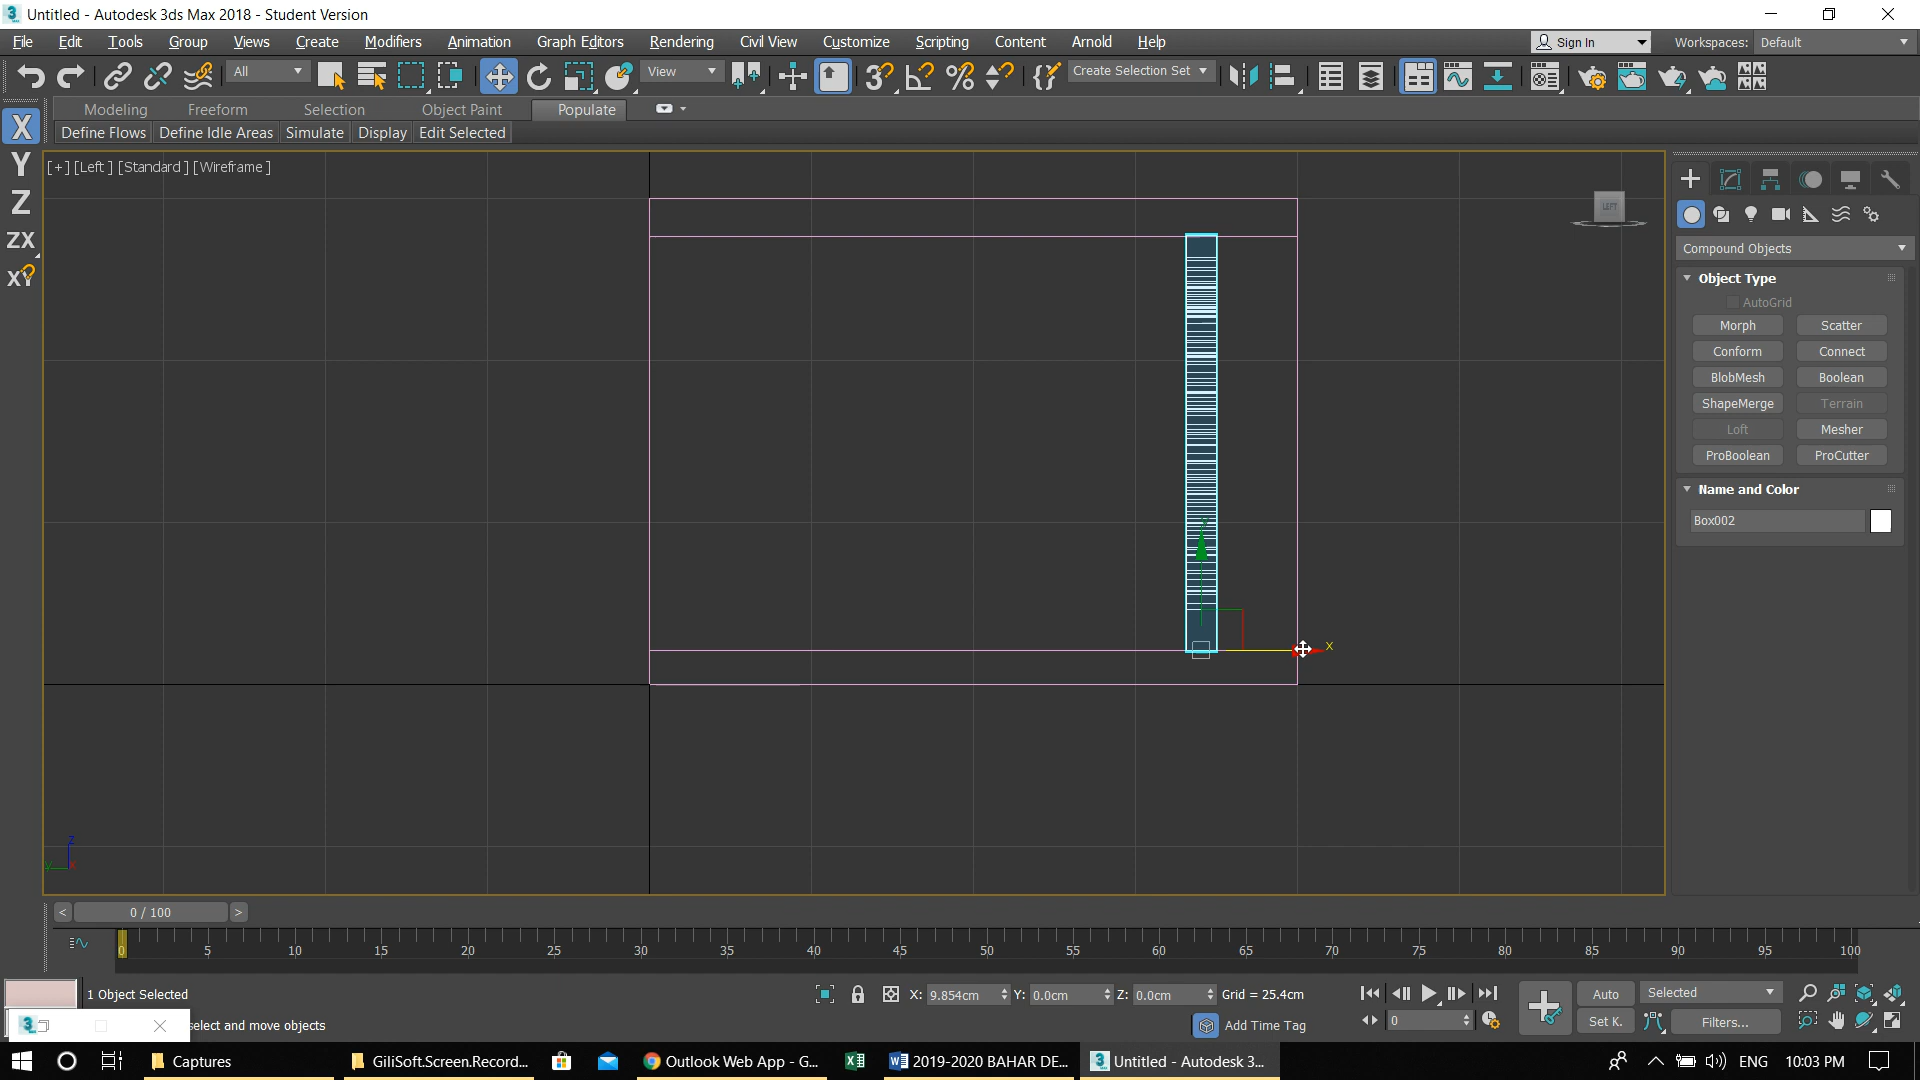 Untitled - Autodesk 3ds Max 2018 - Student Version
File Edit Tools Group Views Create Modifiers Animation Graph Editors Rendering Civil View Customize Scripting Content Arnold Help Sign In Workspaces: Default
All View Create Selection Set
Modeling Freeform Selection Object Paint Populate
Define Flows Define Idle Areas Simulate Display Edit Selected
X
Y
Z
ZX
XY
[+] [Left ] [Standard ] [Wireframe ]
LEFT
Compound Objects
Object Type
AutoGrid
Morph Scatter
Conform Connect
BlobMesh Boolean
ShapeMerge Terrain
Loft Mesher
ProBoolean ProCutter
Name and Color
Box002
x
z
y x
< 0 / 100 >
0 5 10 15 20 25 30 35 40 45 50 55 60 65 70 75 80 85 90 95 100
1 Object Selected X: 9.854cm Y: 0.0cm Z: 0.0cm Grid = 25.4cm Auto Selected
select and move objects Add Time Tag 0 Set K. Filters...
Captures GiliSoft.Screen.Record... Outlook Web App - G... 2019-2020 BAHAR DE... Untitled - Autodesk 3... ENG 10:03 PM